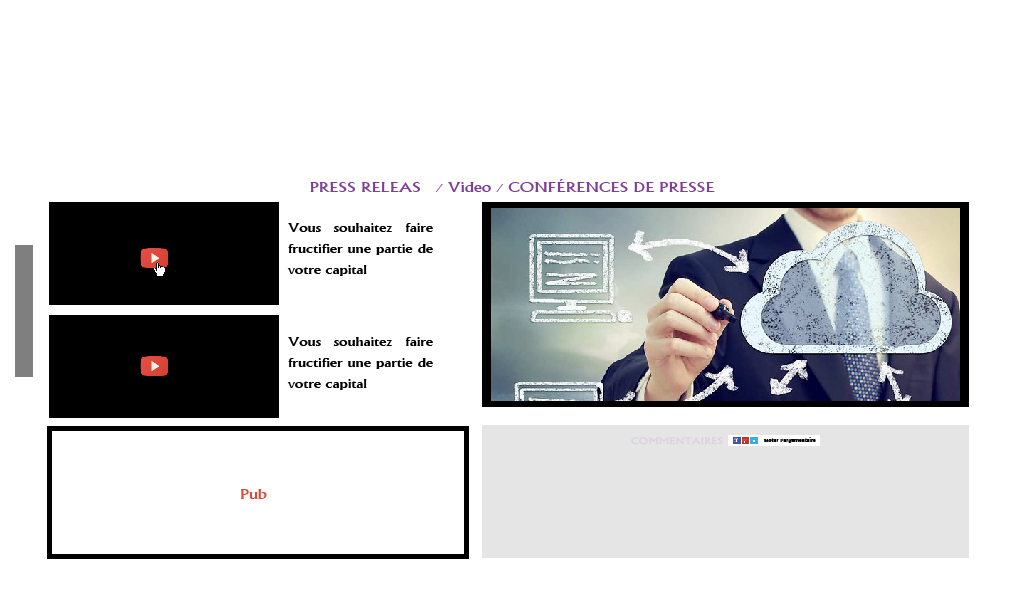 PRESS RELEAS / Video / CONFÉRENCES DE PRESSE
Vous souhaitez faire
fructifier une partie de
votre capital
Vous souhaitez faire
fructifier une partie de
votre capital
Pub
COMMENTAIRES